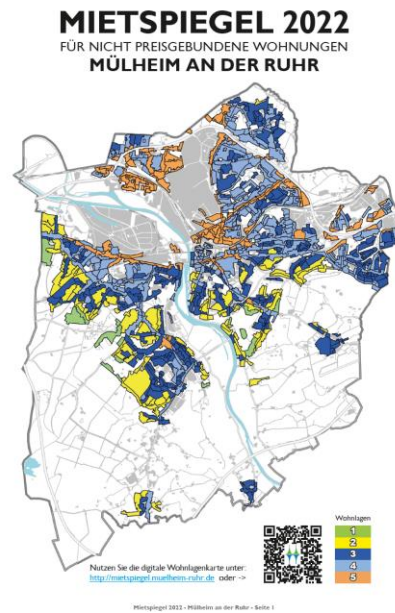 MIETSPIEGEL 2022
FÜR NICHT PREISGEBUNDENE WOHNUNGEN
MÜLHEIM AN DER RUHR
Wohnlagen
1
2
3
4
5
Nutzen Sie die digitale Wohnlagenkarte unter:
http://mietspiegel.muelheim-ruhr.de oder ->
Mietspiegel 2022 - Mülheim an der Ruhr - Seite 1